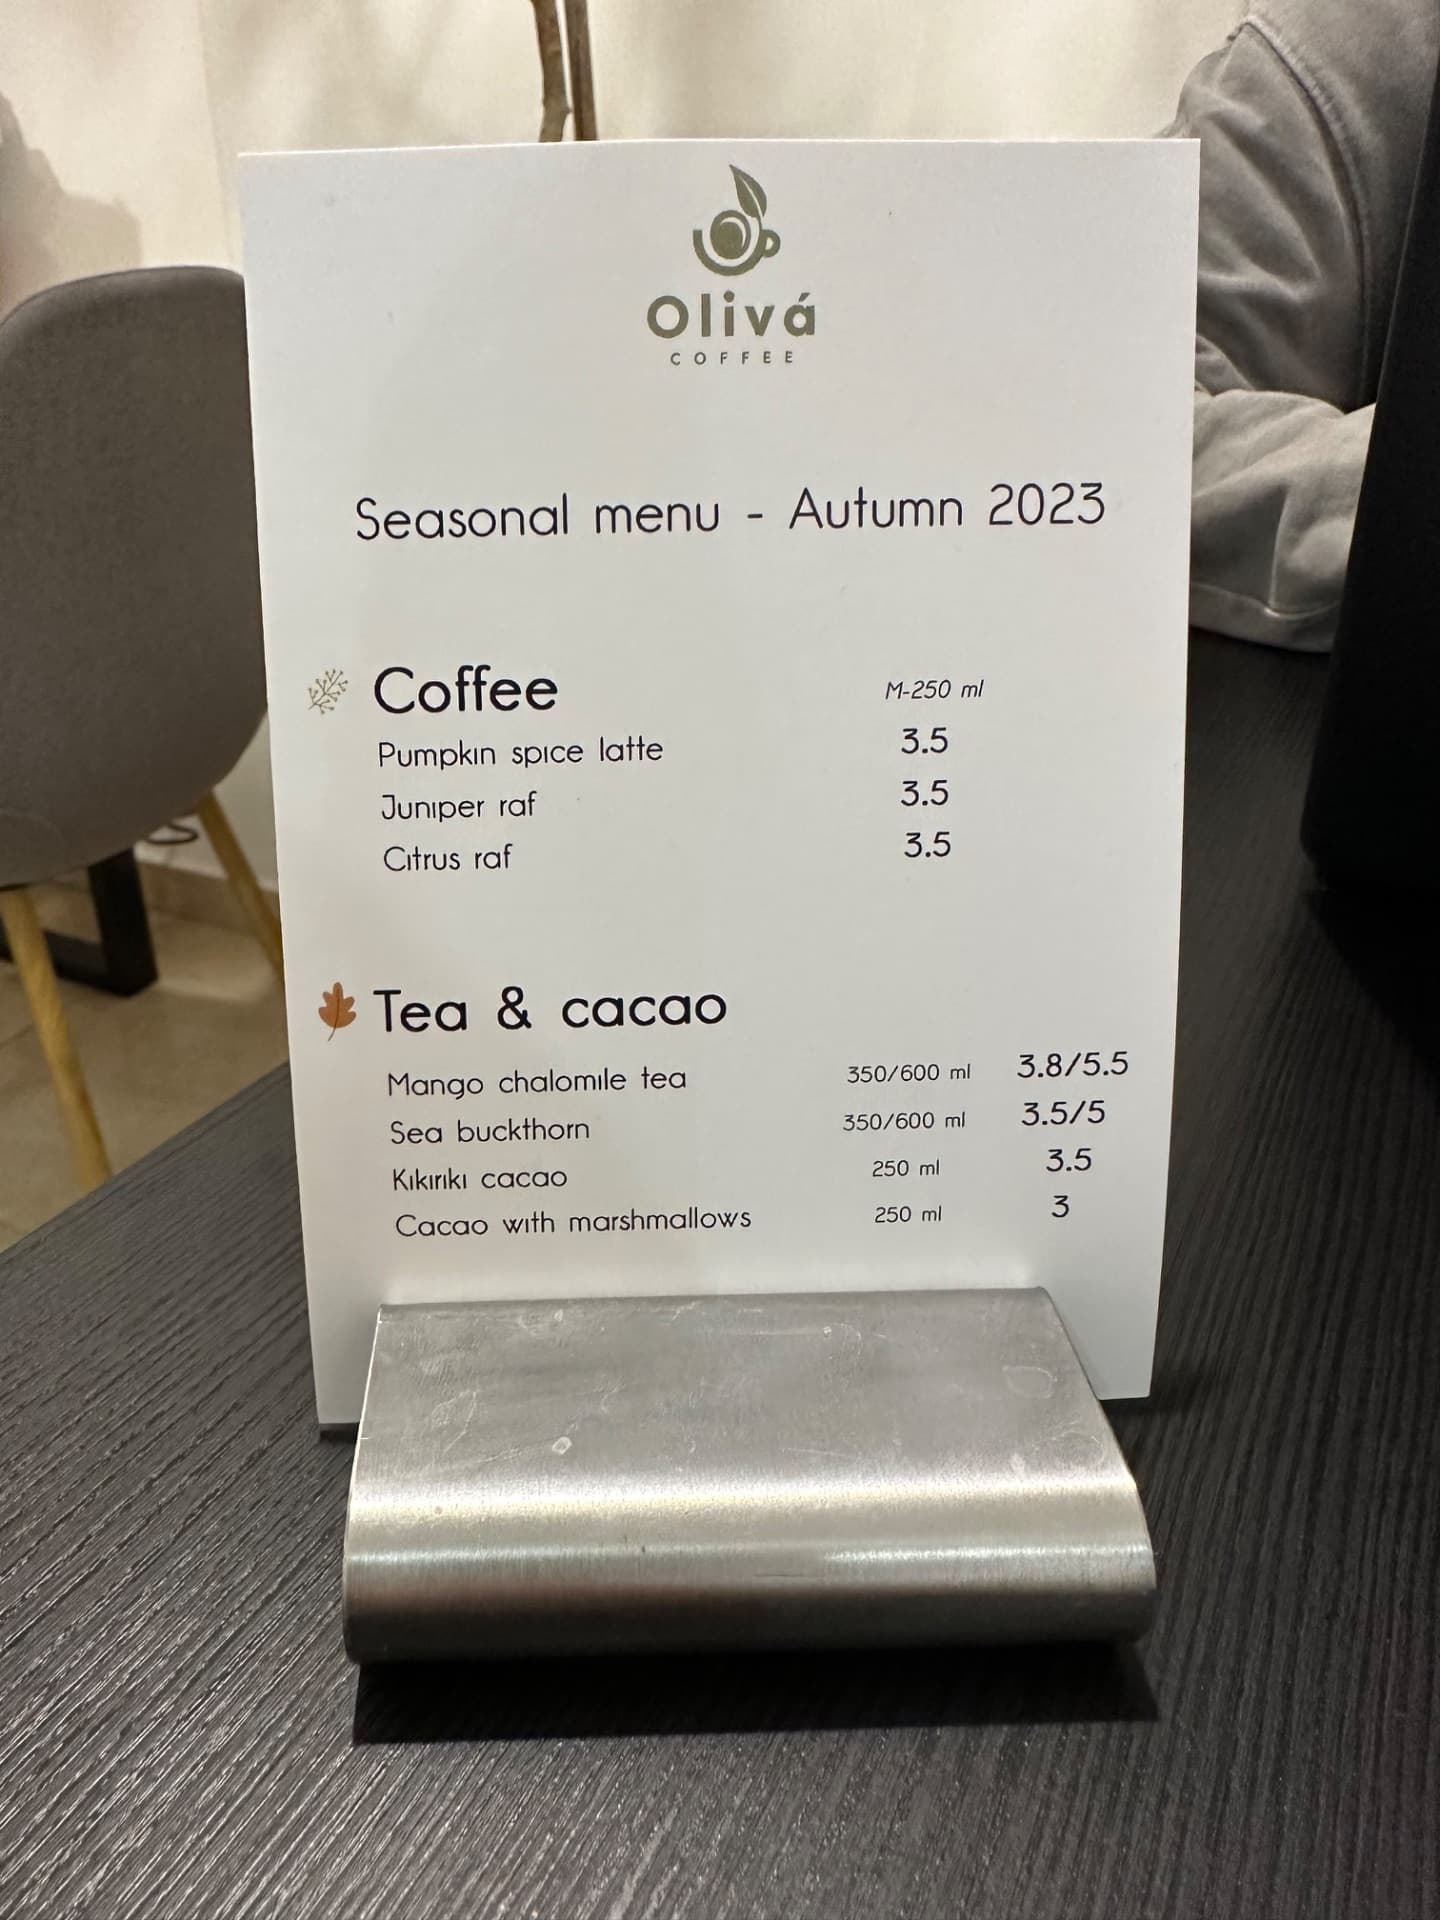 Olivá
COFFEE
Seasonal menu - Autumn 2023
Coffee M-250 ml
Pumpkin spice latte 3.5
Juniper raf 3.5
Citrus raf 3.5
Tea & cacao
Mango chalomile tea 350/600 ml 3.8/5.5
Sea buckthorn 350/600 ml 3.5/5
Kikiriki cacao 250 ml 3.5
Cacao with marshmallows 250 ml 3